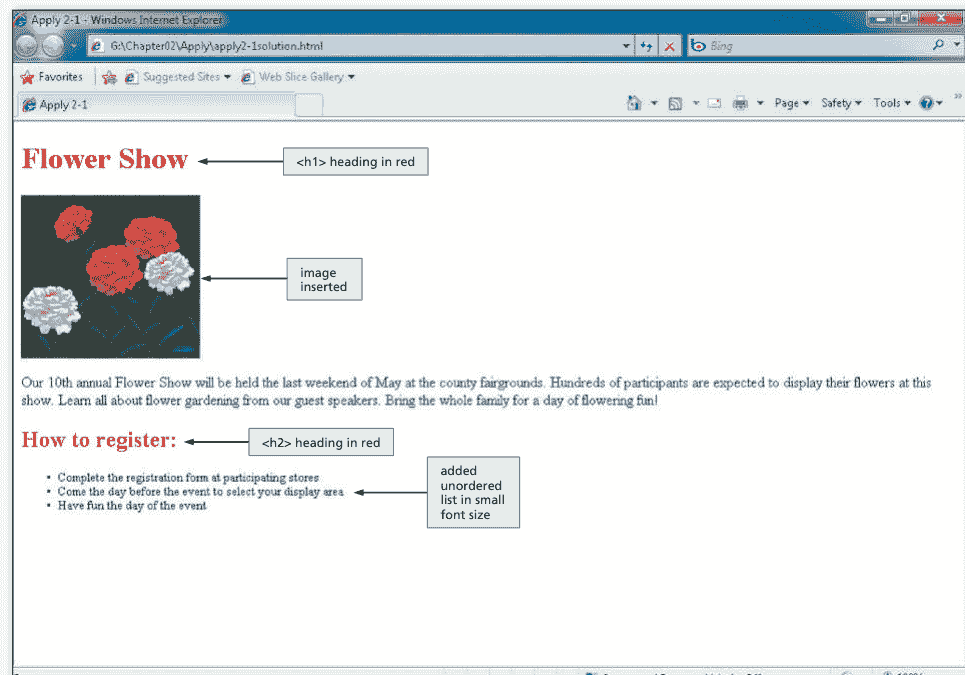 Apply 2-1 - Windows Internet Explorer
G:\Chapter02\Apply\apply2-1solution.html
Bing
Favorites
Suggested Sites
Web Slice Gallery
Apply 2-1
Page
Safety
Tools
Flower Show
<h1> heading in red
image
inserted
Our 10th annual Flower Show will be held the last weekend of May at the county fairgrounds. Hundreds of participants are expected to display their flowers at this
show. Learn all about flower gardening from our guest speakers. Bring the whole family for a day of flowering fun!
How to register:
<h2> heading in red
• Complete the registration form at participating stores
• Come the day before the event to select your display area
• Have fun the day of the event
added
unordered
list in small
font size